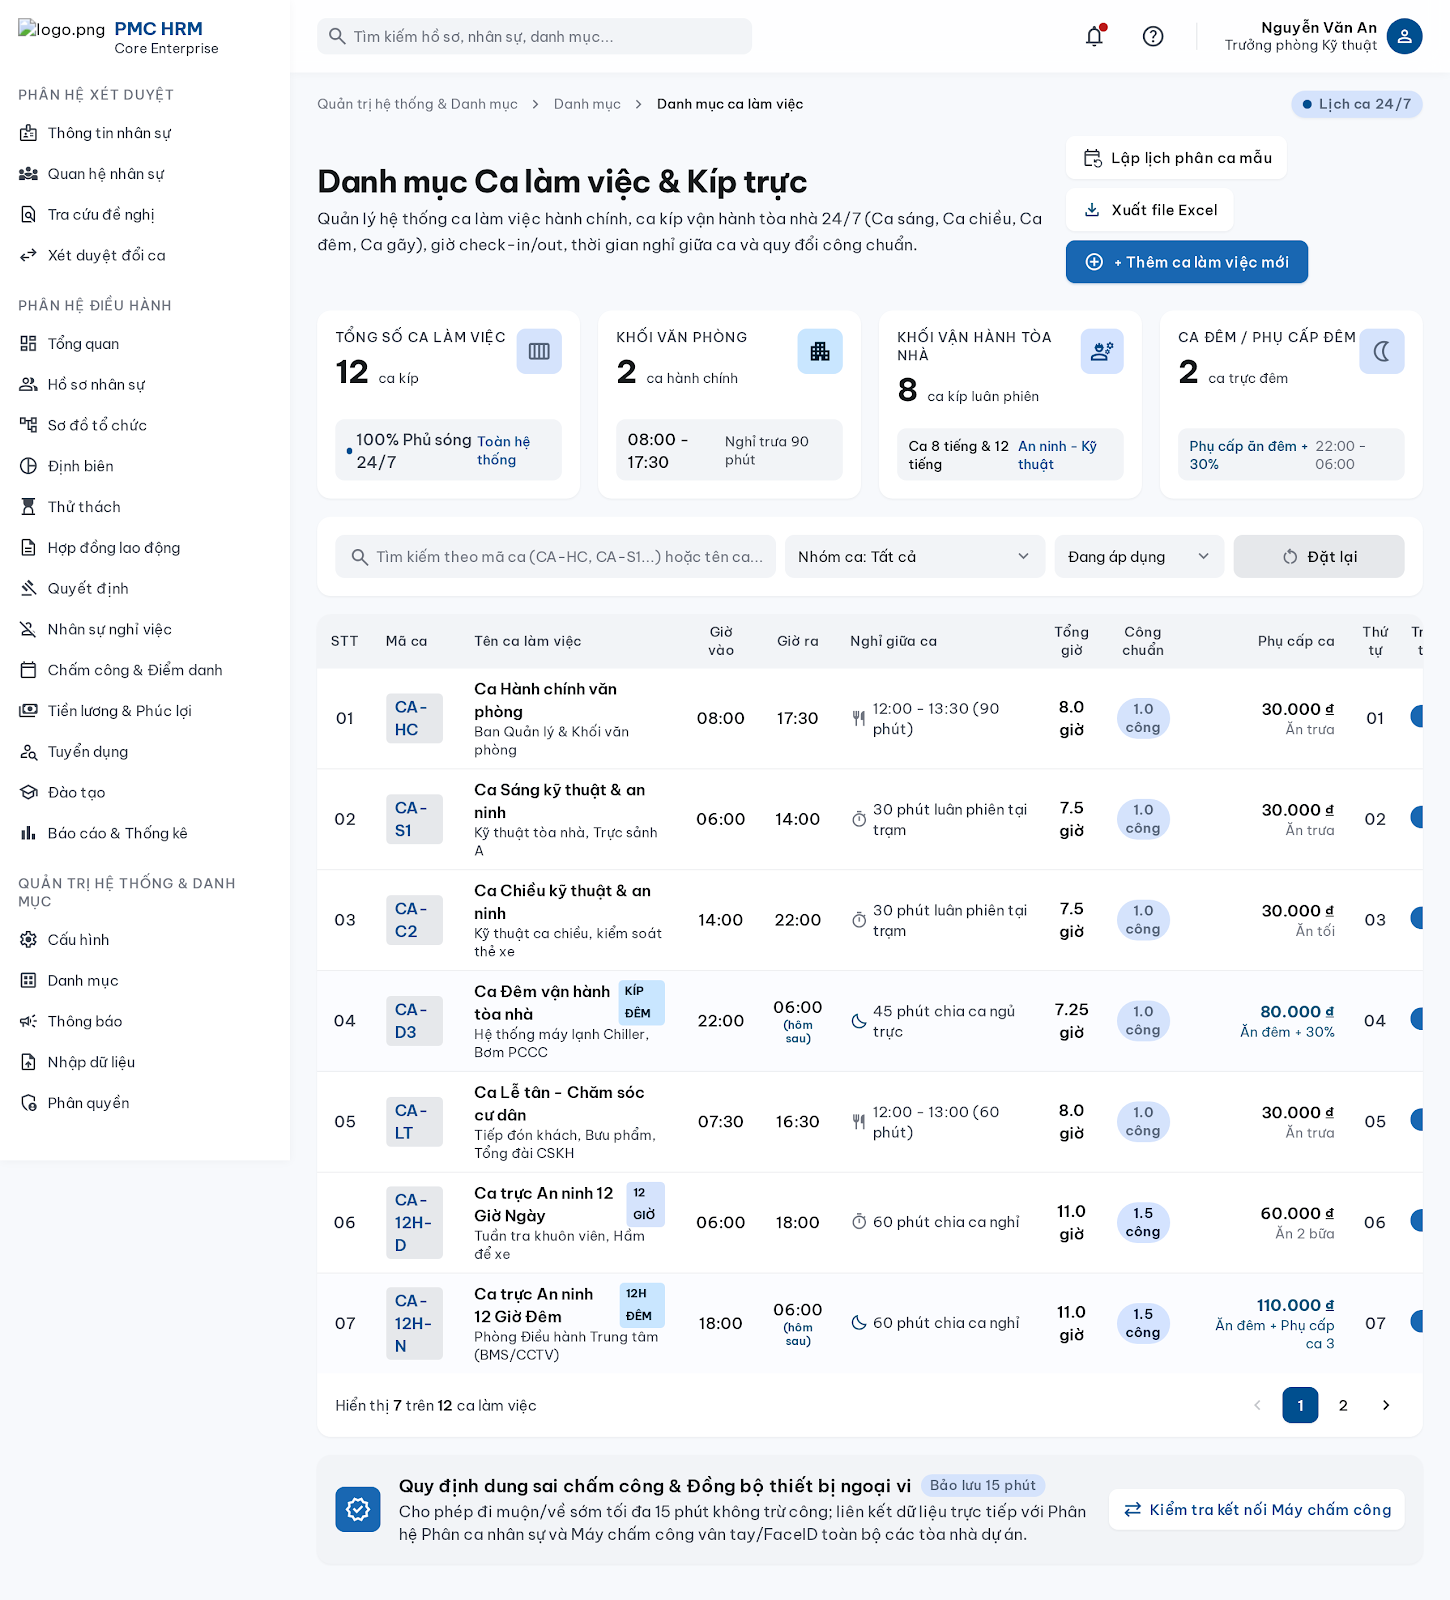 logo.png
PMC HRM
Core Enterprise
PHÂN HỆ XÉT DUYỆT
Thông tin nhân sự
Quan hệ nhân sự
Tra cứu đề nghị
Xét duyệt đổi ca
PHÂN HỆ ĐIỀU HÀNH
Tổng quan
Hồ sơ nhân sự
Sơ đồ tổ chức
Định biên
Thử thách
Hợp đồng lao động
Quyết định
Nhân sự nghỉ việc
Chấm công & Điểm danh
Tiền lương & Phúc lợi
Tuyển dụng
Đào tạo
Báo cáo & Thống kê
QUẢN TRỊ HỆ THỐNG & DANH
MỤC
Cấu hình
Danh mục
Thông báo
Nhập dữ liệu
Phân quyền
Tìm kiếm hồ sơ, nhân sự, danh mục...
Nguyễn Văn An
Trưởng phòng Kỹ thuật
Quản trị hệ thống & Danh mục > Danh mục > Danh mục ca làm việc
Lịch ca 24/7
Danh mục Ca làm việc & Kíp trực
Quản lý hệ thống ca làm việc hành chính, ca kíp vận hành tòa nhà 24/7 (Ca sáng, Ca chiều, Ca
đêm, Ca gãy), giờ check-in/out, thời gian nghỉ giữa ca và quy đổi công chuẩn.
Lập lịch phân ca mẫu
Xuất file Excel
+ Thêm ca làm việc mới
TỔNG SỐ CA LÀM VIỆC
12 ca kíp
100% Phủ sóng
24/7
Toàn hệ
thống
KHỐI VĂN PHÒNG
2 ca hành chính
08:00 -
17:30
Nghỉ trưa 90
phút
KHỐI VẬN HÀNH TÒA
NHÀ
8 ca kíp luân phiên
Ca 8 tiếng & 12
tiếng
An ninh - Kỹ
thuật
CA ĐÊM / PHỤ CẤP ĐÊM
2 ca trực đêm
Phụ cấp ăn đêm +
30%
22:00 -
06:00
Tìm kiếm theo mã ca (CA-HC, CA-S1...) hoặc tên ca...
Nhóm ca: Tất cả
Đang áp dụng
Đặt lại
STT
Mã ca
Tên ca làm việc
Giờ
vào
Giờ ra
Nghỉ giữa ca
Tổng
giờ
Công
chuẩn
Phụ cấp ca
Thứ
tự
01
CA-
HC
Ca Hành chính văn
phòng
Ban Quản lý & Khối văn
phòng
08:00
17:30
12:00 - 13:30 (90
phút)
8.0
giờ
1.0
công
30.000 đ
Ăn trưa
01
02
CA-
S1
Ca Sáng kỹ thuật & an
ninh
Kỹ thuật tòa nhà, Trực sảnh
A
06:00
14:00
30 phút luân phiên tại
trạm
7.5
giờ
1.0
công
30.000 đ
Ăn trưa
02
03
CA-
C2
Ca Chiều kỹ thuật & an
ninh
Kỹ thuật ca chiều, kiểm soát
thẻ xe
14:00
22:00
30 phút luân phiên tại
trạm
7.5
giờ
1.0
công
30.000 đ
Ăn tối
03
04
CA-
D3
Ca Đêm vận hành
tòa nhà
KÍP
ĐÊM
Hệ thống máy lạnh Chiller,
Bơm PCCC
22:00
06:00
(hôm
sau)
45 phút chia ca ngủ
trực
7.25
giờ
1.0
công
80.000 đ
Ăn đêm + 30%
04
05
CA-
LT
Ca Lễ tân - Chăm sóc
cư dân
Tiếp đón khách, Bưu phẩm,
Tổng đài CSKH
07:30
16:30
12:00 - 13:00 (60
phút)
8.0
giờ
1.0
công
30.000 đ
Ăn trưa
05
06
CA-
12H-
D
Ca trực An ninh 12
Giờ Ngày
12
GIỜ
Tuần tra khuôn viên, Hầm
để xe
06:00
18:00
60 phút chia ca nghỉ
11.0
giờ
1.5
công
60.000 đ
Ăn 2 bữa
06
07
CA-
12H-
N
Ca trực An ninh
12 Giờ Đêm
12H
ĐÊM
Phòng Điều hành Trung tâm
(BMS/CCTV)
18:00
06:00
(hôm
sau)
60 phút chia ca nghỉ
11.0
giờ
1.5
công
110.000 đ
Ăn đêm + Phụ cấp
ca 3
07
Hiển thị 7 trên 12 ca làm việc
1
2
Quy định dung sai chấm công & Đồng bộ thiết bị ngoại vi
Bảo lưu 15 phút
Cho phép đi muộn/về sớm tối đa 15 phút không trừ công; liên kết dữ liệu trực tiếp với Phân
hệ Phân ca nhân sự và Máy chấm công vân tay/FaceID toàn bộ các tòa nhà dự án.
Kiểm tra kết nối Máy chấm công